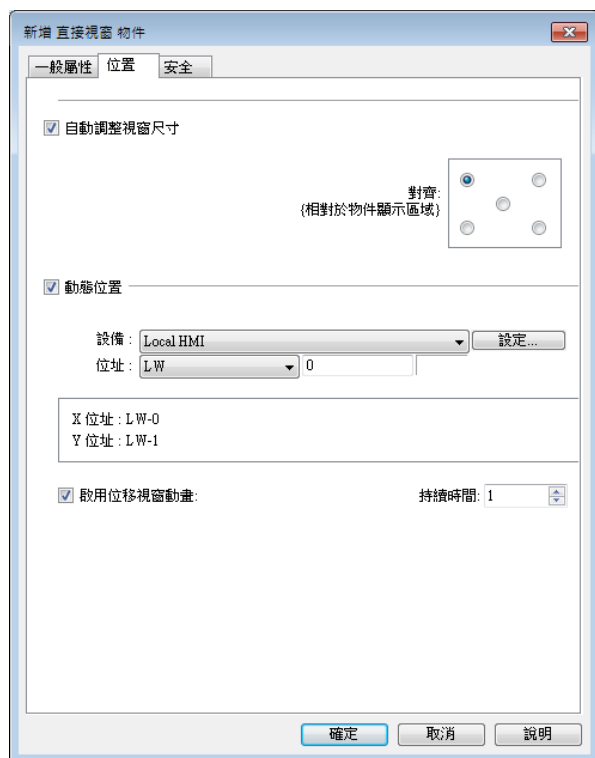 新增 直接視窗 物件
一般屬性 位置 安全
自動調整視窗尺寸
對齊:
{相對於物件顯示區域}
動態位置
設備 : Local HMI 設定...
位址 : LW 0
X 位址 : LW-0
Y 位址 : LW-1
啟用位移視窗動畫: 持續時間: 1
確定 取消 說明